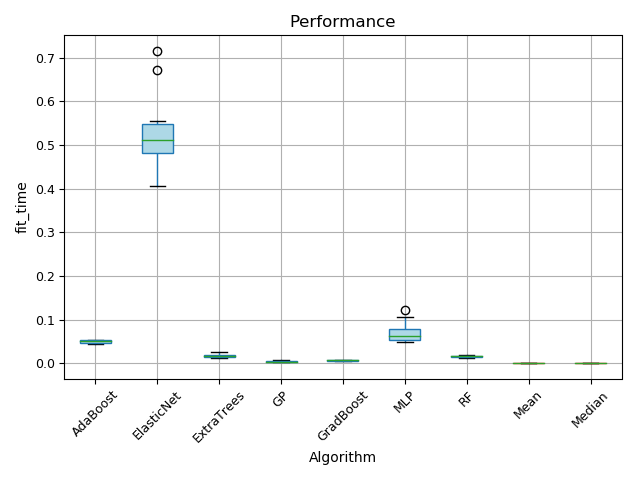 Performance
0.7
0.6
0.5
0.4
0.3
0.2
0.1
0.0
fit_time
AdaBoost
ElasticNet
ExtraTrees
GP
GradBoost
MLP
RF
Mean
Median
Algorithm